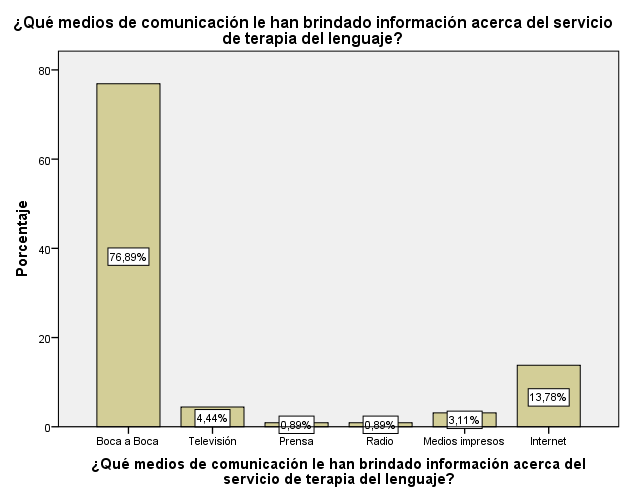 ¿Qué medios de comunicación le han brindado información acerca del servicio
de terapia del lenguaje?
80
60
40
20
0
Porcentaje
76,89%
4,44%
0,89%
0,89%
3,11%
13,78%
Boca a Boca
Televisión
Prensa
Radio
Medios impresos
Internet
¿Qué medios de comunicación le han brindado información acerca del
servicio de terapia del lenguaje?